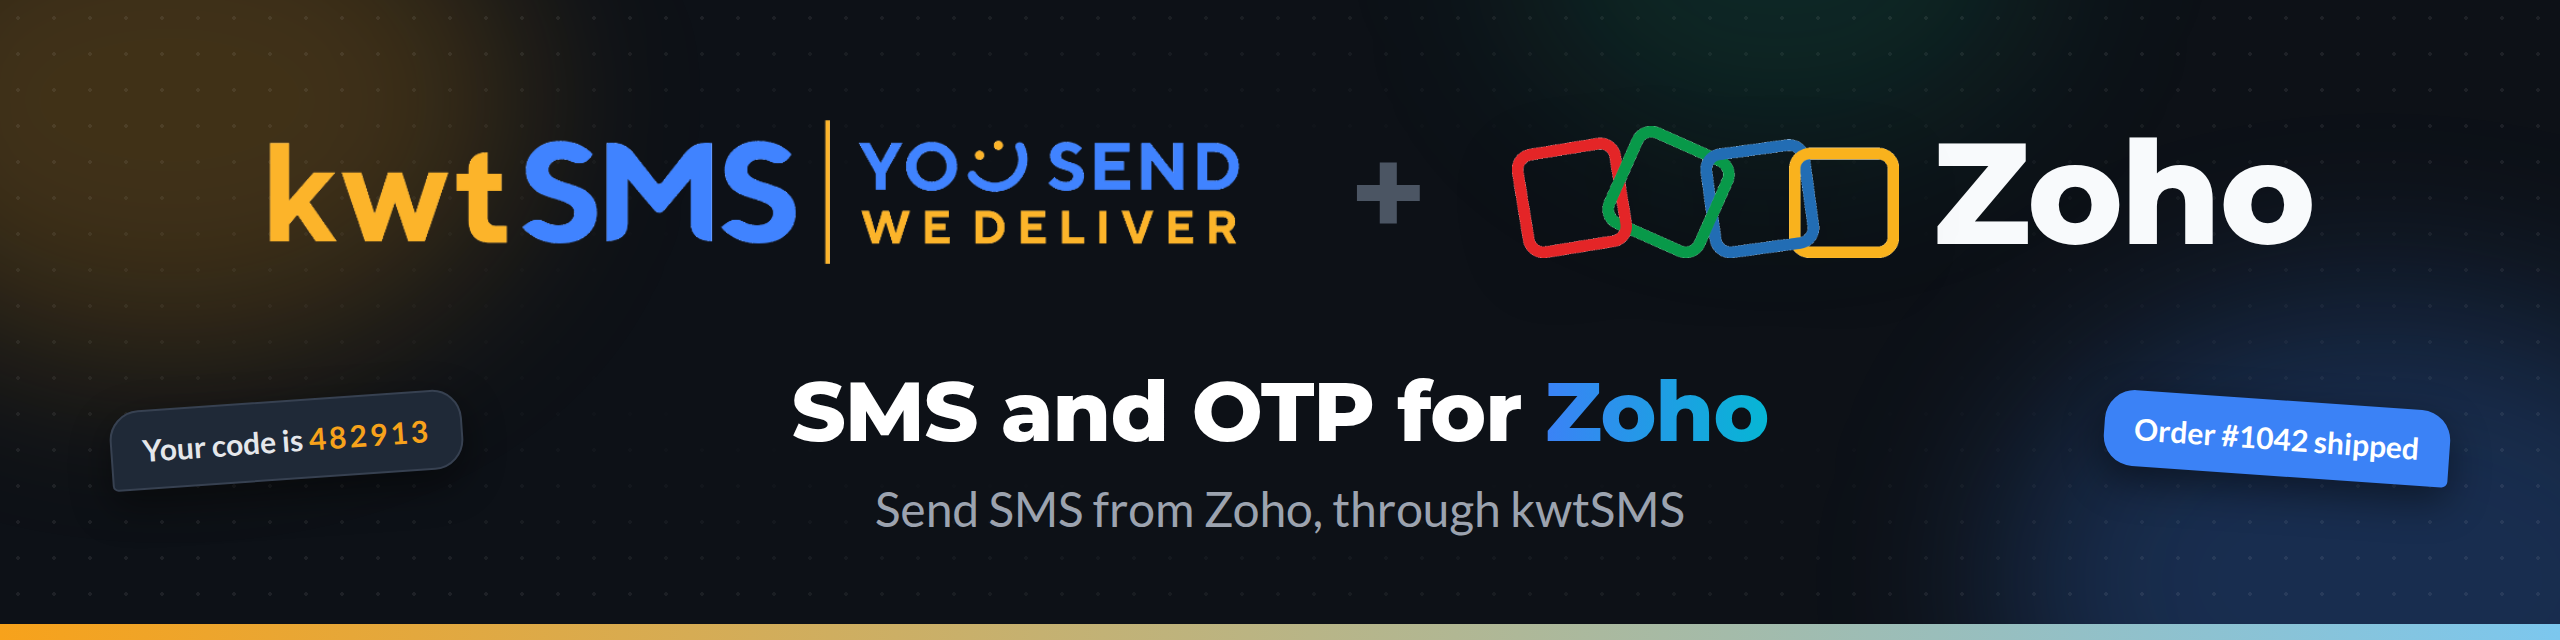 kwtSMS
YOU SEND
WE DELIVER
+
Zoho
SMS and OTP for Zoho
Your code is 482913
Order #1042 shipped
Send SMS from Zoho, through kwtSMS